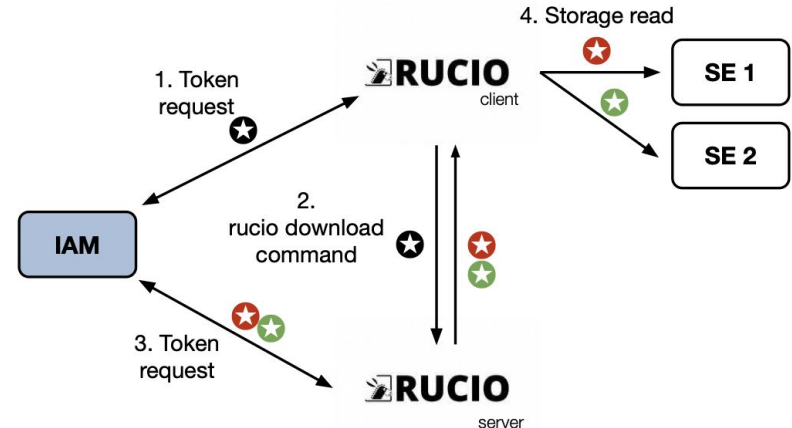 4. Storage read
RUCIO
client
SE 1
1. Token
request
SE 2
2.
rucio download
command
IAM
3. Token
request
RUCIO
server